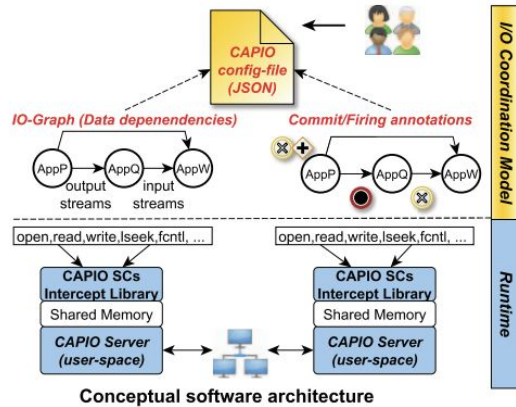 CAPIO
config-file
(JSON)
IO-Graph (Data depenendencies)
Commit/Firing annotations
AppP
AppQ
AppW
output
streams
input
streams
AppP
AppQ
AppW
I/O Coordination Model
open,read,write,lseek,fcntl, ...
open,read,write,lseek,fcntl, ...
CAPIO SCs
Intercept Library
Shared Memory
CAPIO Server
(user-space)
CAPIO SCs
Intercept Library
Shared Memory
CAPIO Server
(user-space)
Runtime
Conceptual software architecture